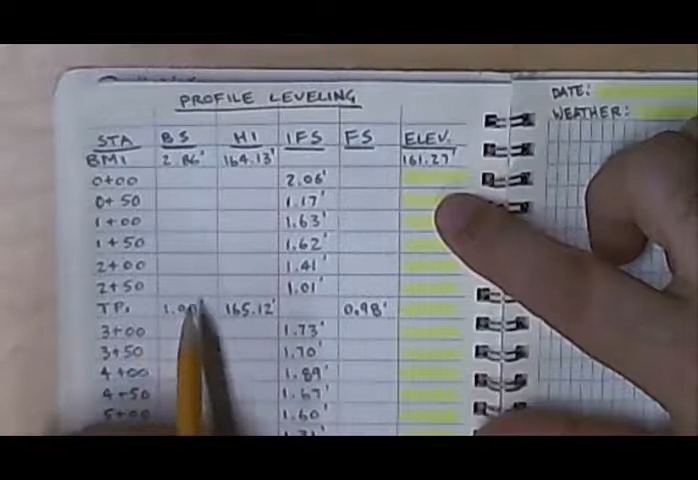 PROFILE LEVELING
DATE:
WEATHER:
STA BS HI IFS FS ELEV.
BM1 2.86' 164.13' 161.27'
0+00 2.06'
0+50 1.17'
1+00 1.63'
1+50 1.62'
2+00 1.41'
2+50 1.01'
TP1 165.12' 0.98'
3+00 1.73'
3+50 1.70'
4+00 1.89'
4+50 1.67'
5+00 1.60'